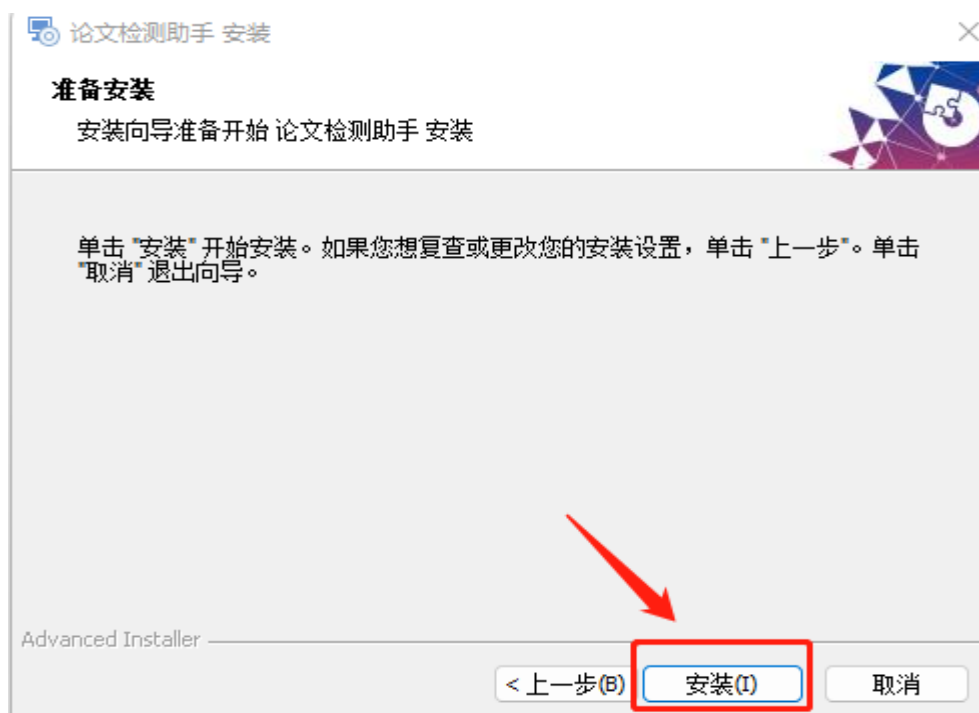 论文检测助手 安装
准备安装
安装向导准备开始 论文检测助手 安装
单击 "安装" 开始安装。如果您想复查或更改您的安装设置，单击 "上一步"。单击
"取消" 退出向导。
Advanced Installer
< 上一步(B)
安装(I)
取消